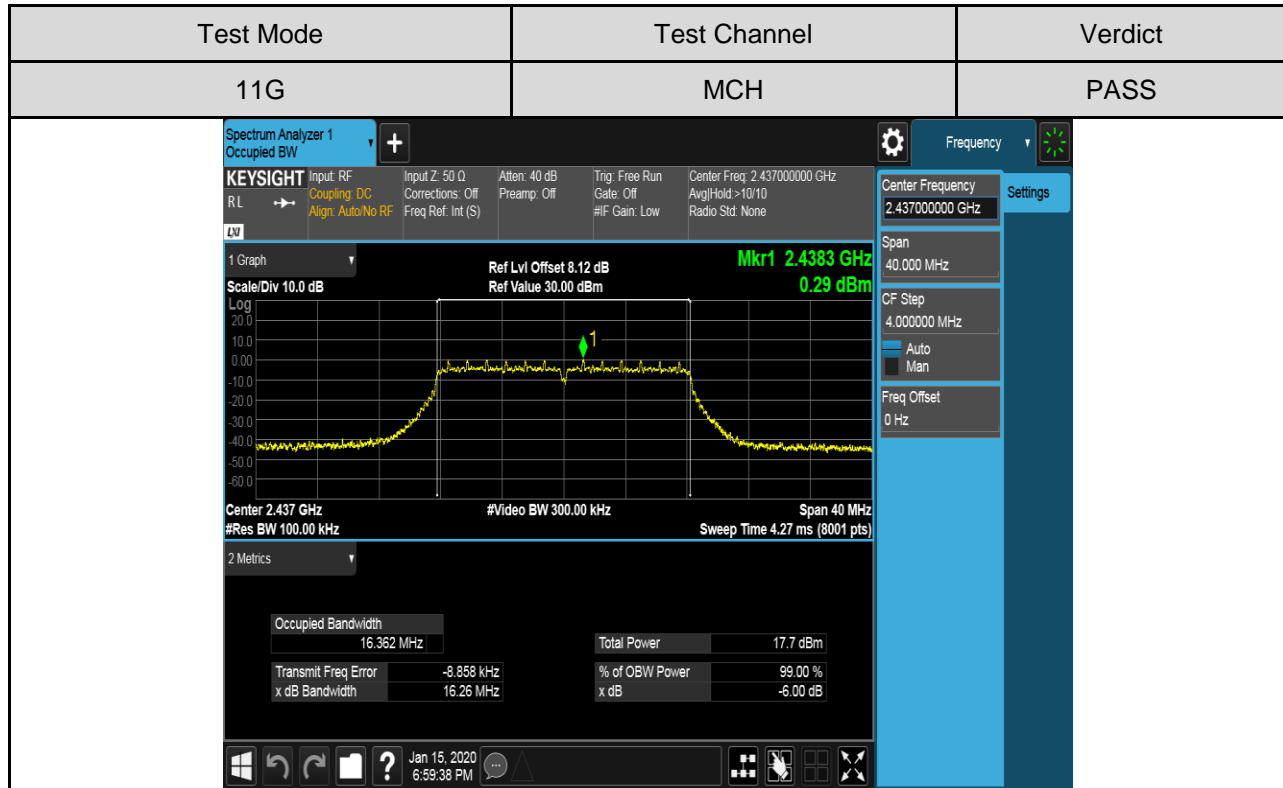 Test Mode Test Channel Verdict
11G MCH PASS
Spectrum Analyzer 1
Occupied BW
+
Frequency
KEYSIGHT Input: RF Input Z: 50 Ω Atten: 40 dB Trig: Free Run Center Freq: 2.437000000 GHz
RL Coupling: DC Corrections: Off Preamp: Off Gate: Off Avg|Hold:>10/10
Align: Auto/No RF Freq Ref: Int (S) #IF Gain: Low Radio Std: None
LXI
Center Frequency
2.437000000 GHz
Settings
Span
40.000 MHz
CF Step
4.000000 MHz
Auto
Man
Freq Offset
0 Hz
1 Graph Ref Lvl Offset 8.12 dB Mkr1 2.4383 GHz
Scale/Div 10.0 dB Ref Value 30.00 dBm 0.29 dBm
Log
20.0
10.0
0.00
-10.0
-20.0
-30.0
-40.0
-50.0
-60.0
1
Center 2.437 GHz #Video BW 300.00 kHz Span 40 MHz
#Res BW 100.00 kHz Sweep Time 4.27 ms (8001 pts)
2 Metrics
Occupied Bandwidth
16.362 MHz Total Power 17.7 dBm
Transmit Freq Error -8.858 kHz % of OBW Power 99.00 %
x dB Bandwidth 16.26 MHz x dB -6.00 dB
? Jan 15, 2020
6:59:38 PM